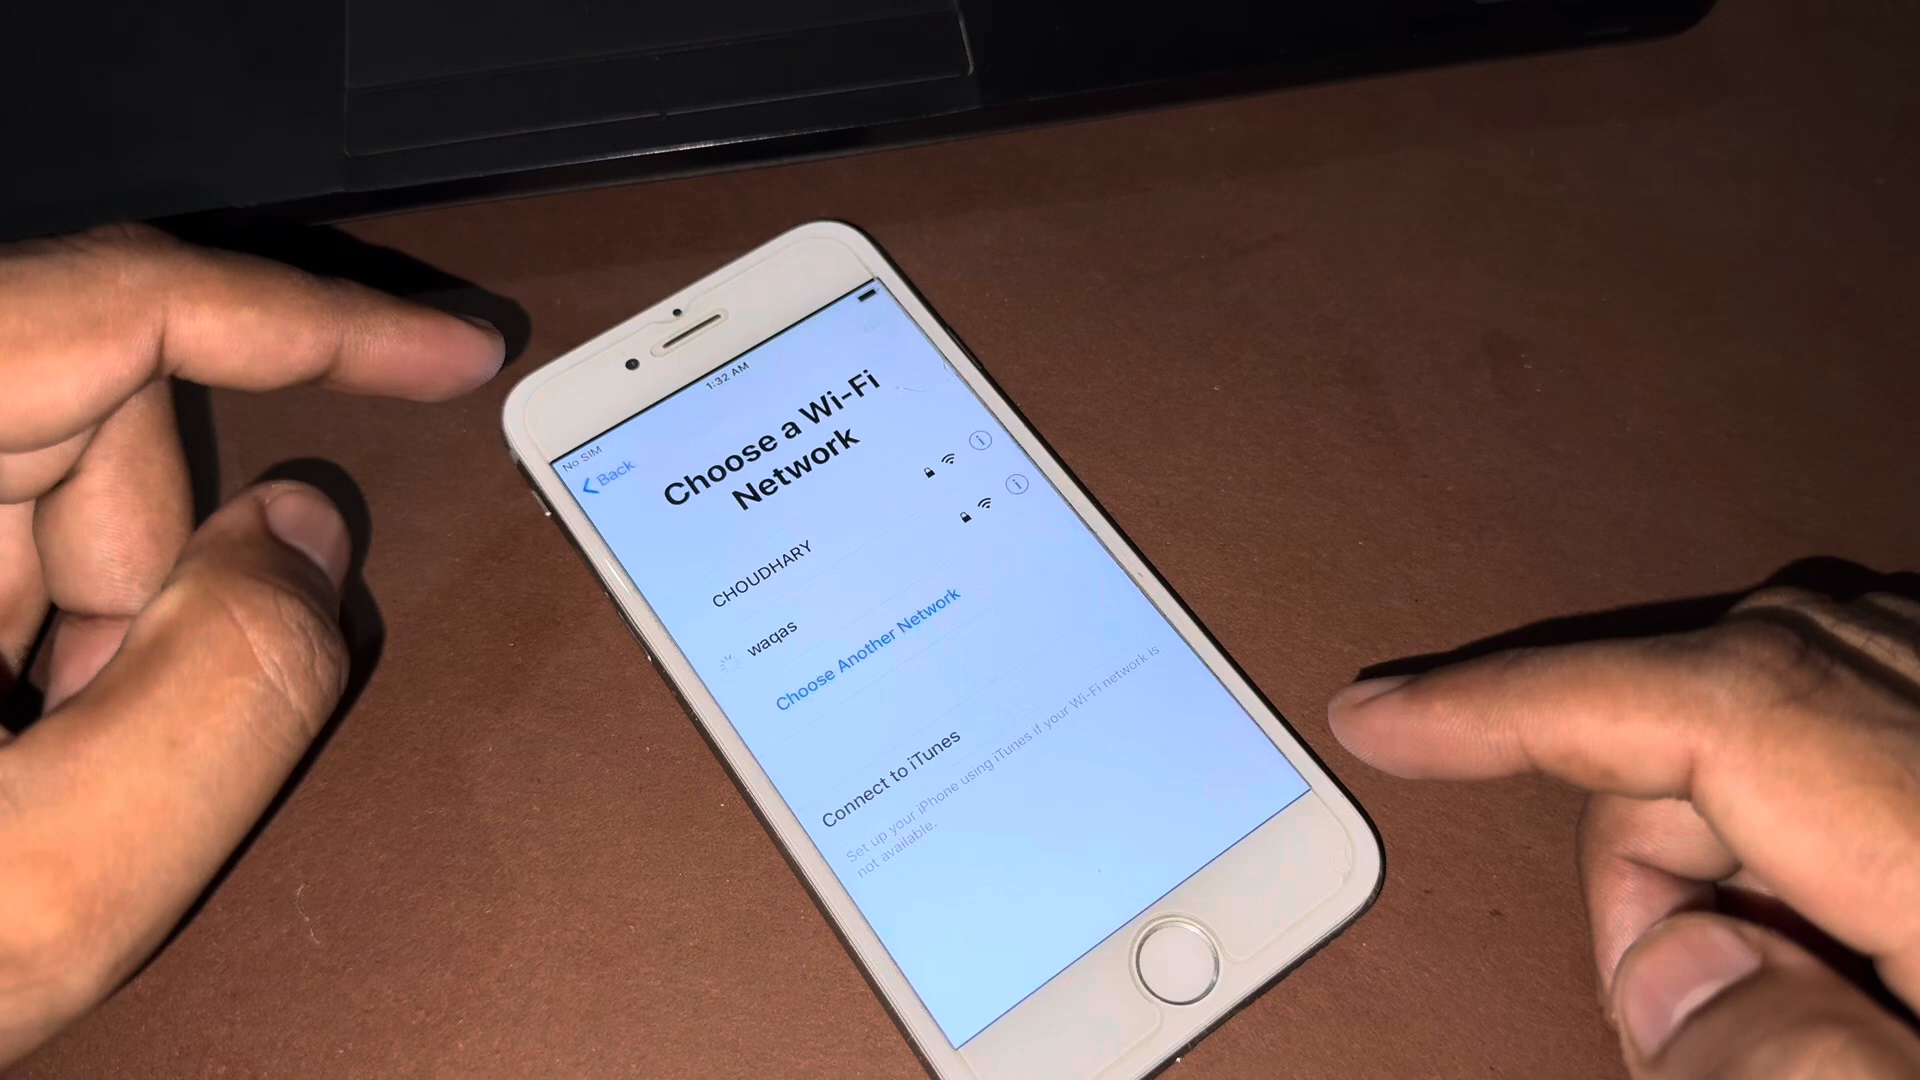 No SIM
1:32 AM
Back
Choose a Wi-Fi
Network
CHOUDHARY
waqas
Choose Another Network
Connect to iTunes
Set up your iPhone using iTunes if your Wi-Fi network is
not available.